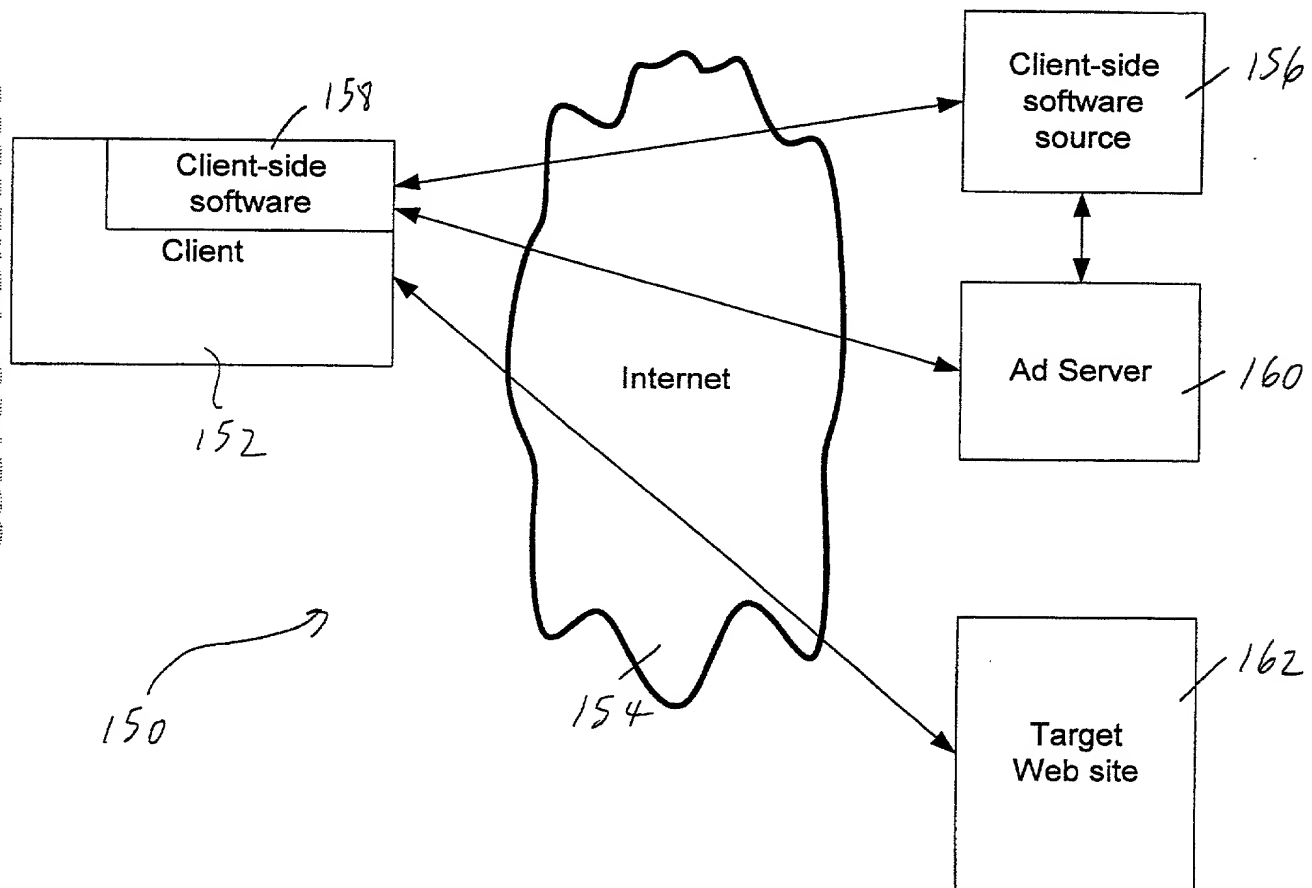 158
Client-side
software
Client
152
150
Internet
154
Client-side
software
source
156
Ad Server
160
Target
Web site
162